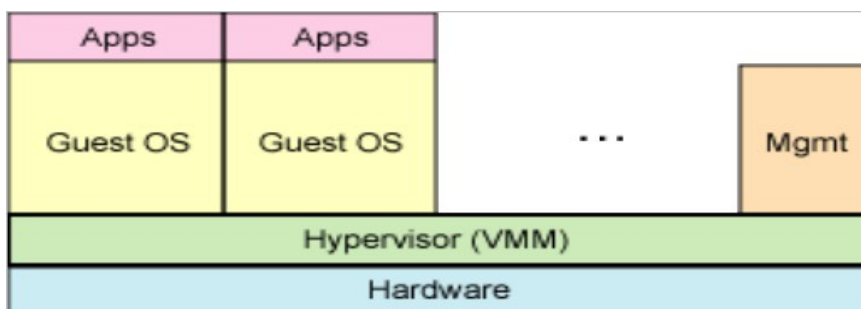 Apps Apps
Guest OS Guest OS ... Mgmt
Hypervisor (VMM)
Hardware